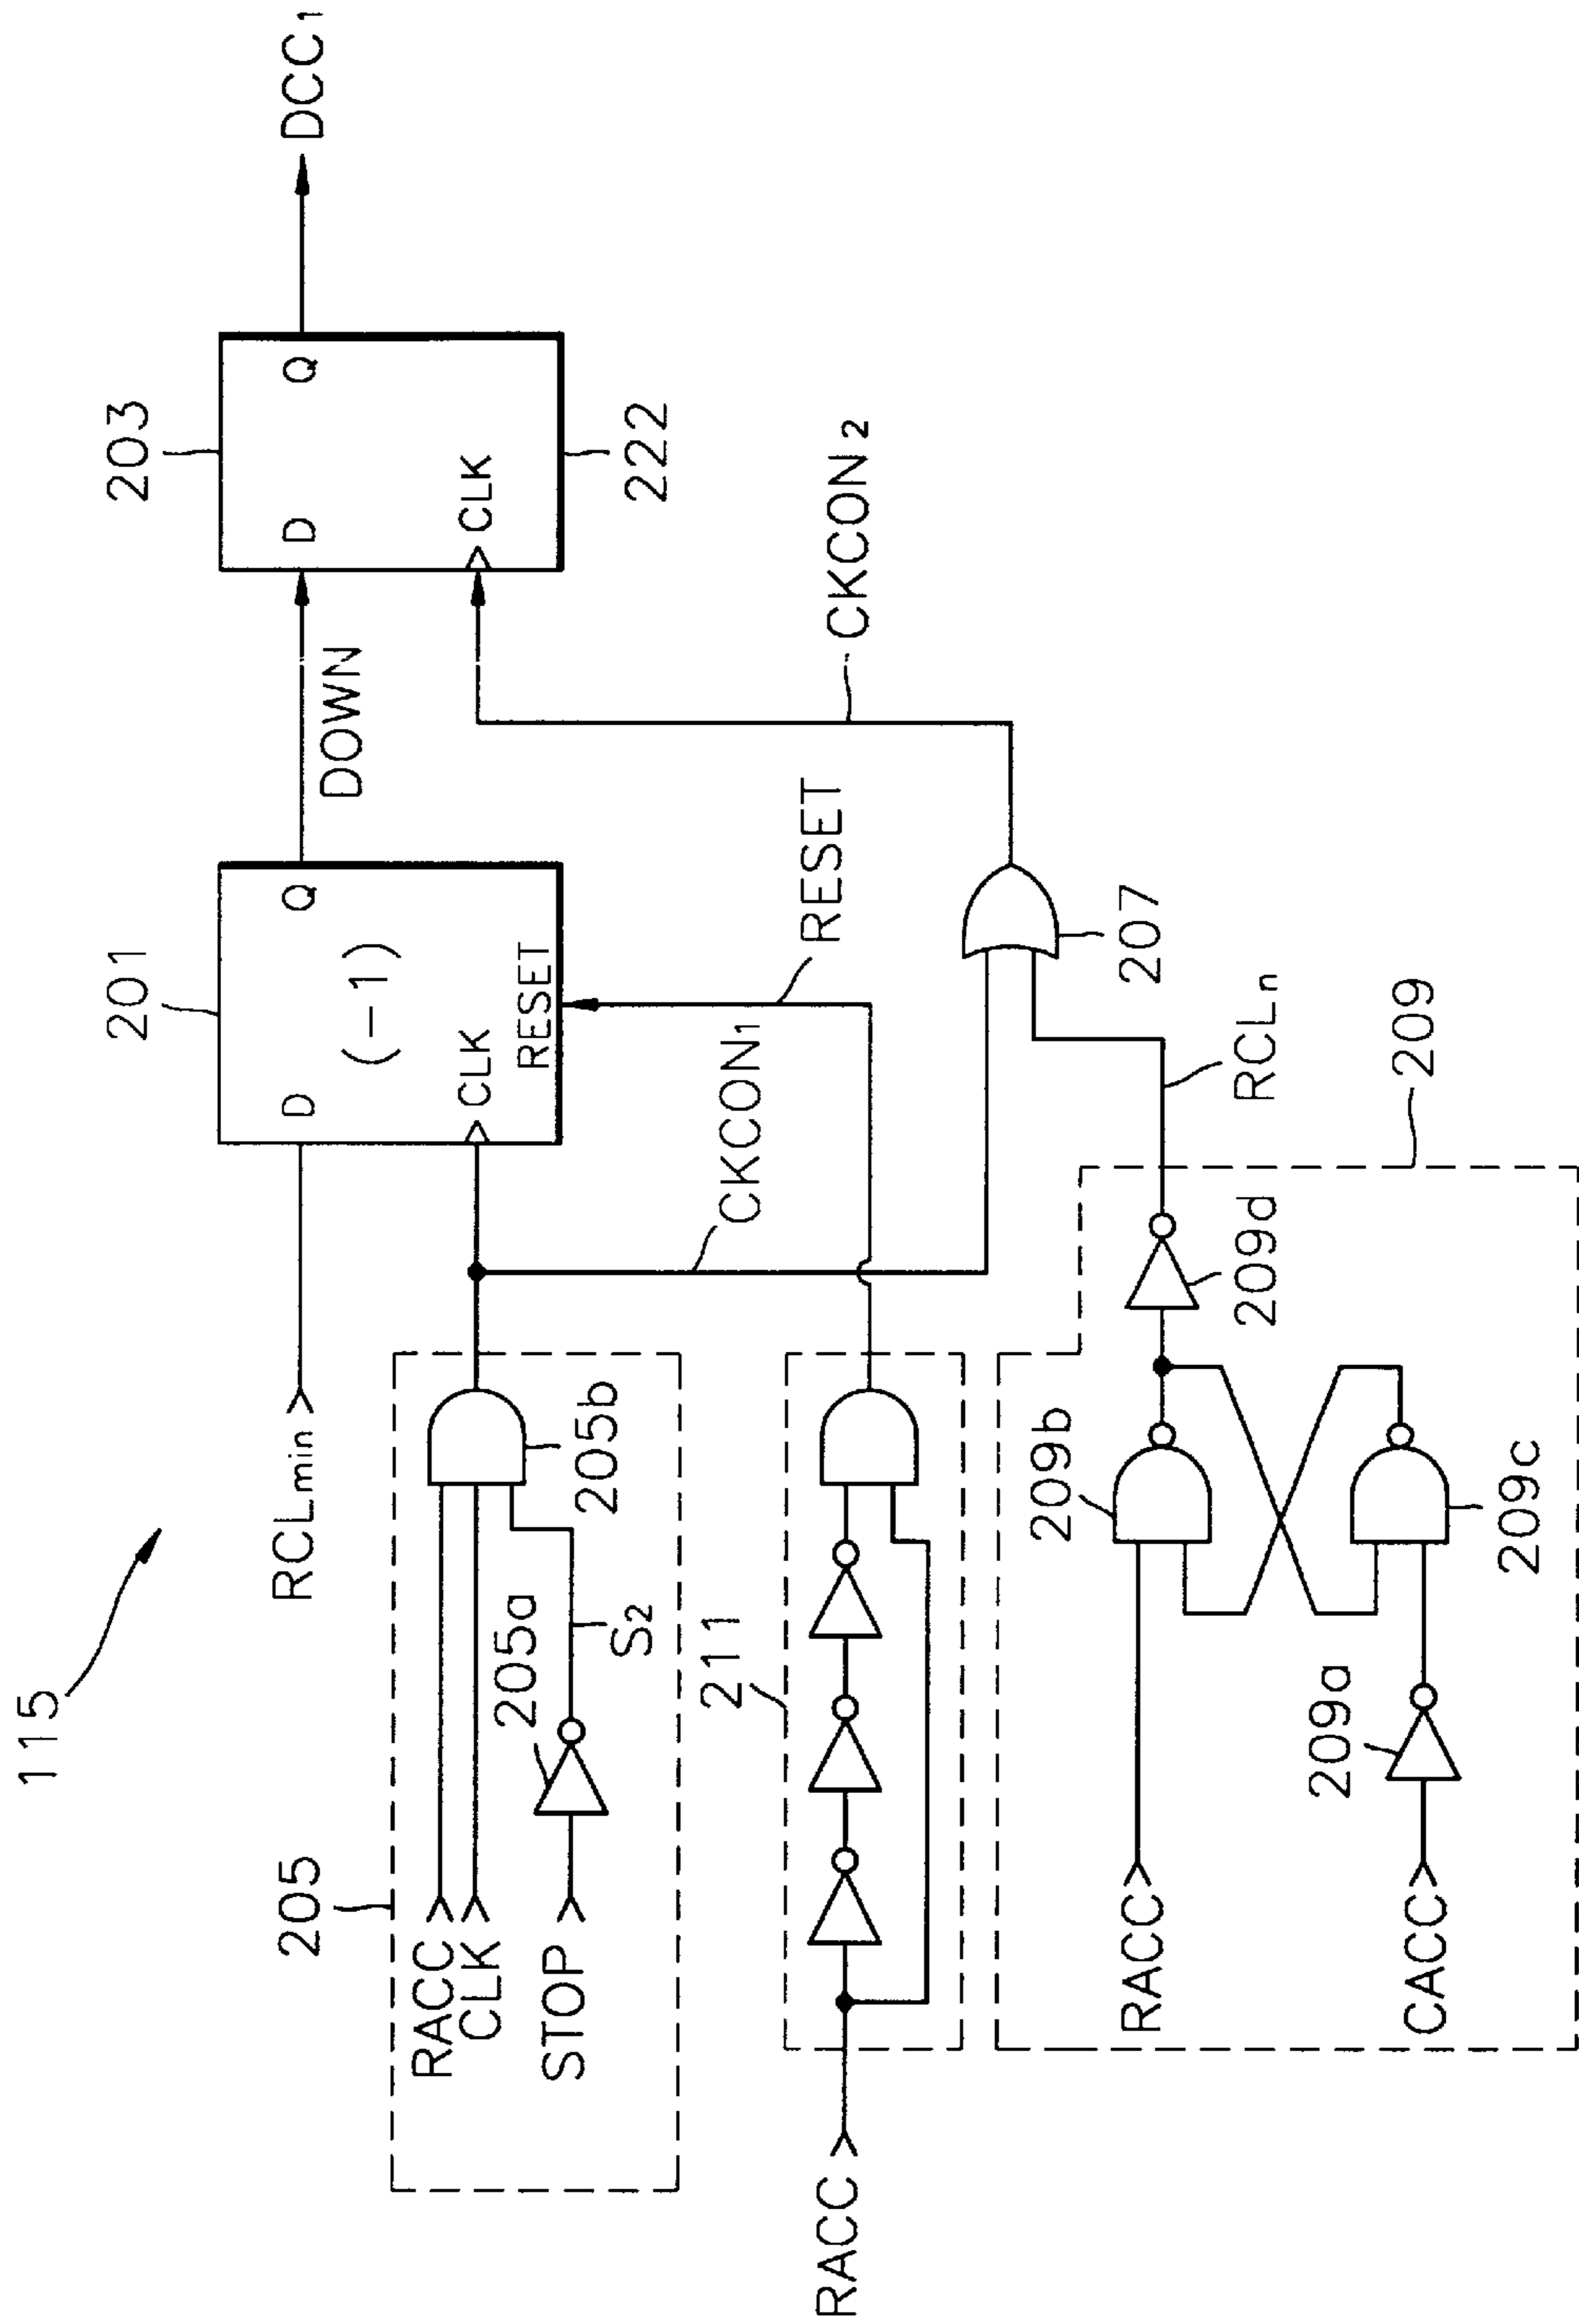 115
RCLmin
201
D
Q
(-1)
CLK
RESET
DOWN
203
D
Q
CLK
222
DCC1
205
RACC
CLK
STOP
205a
S2
205b
CKCON1
RESET
CKCON2
211
RACC
207
RCLn
209
RACC
CACC
209a
209b
209c
209d